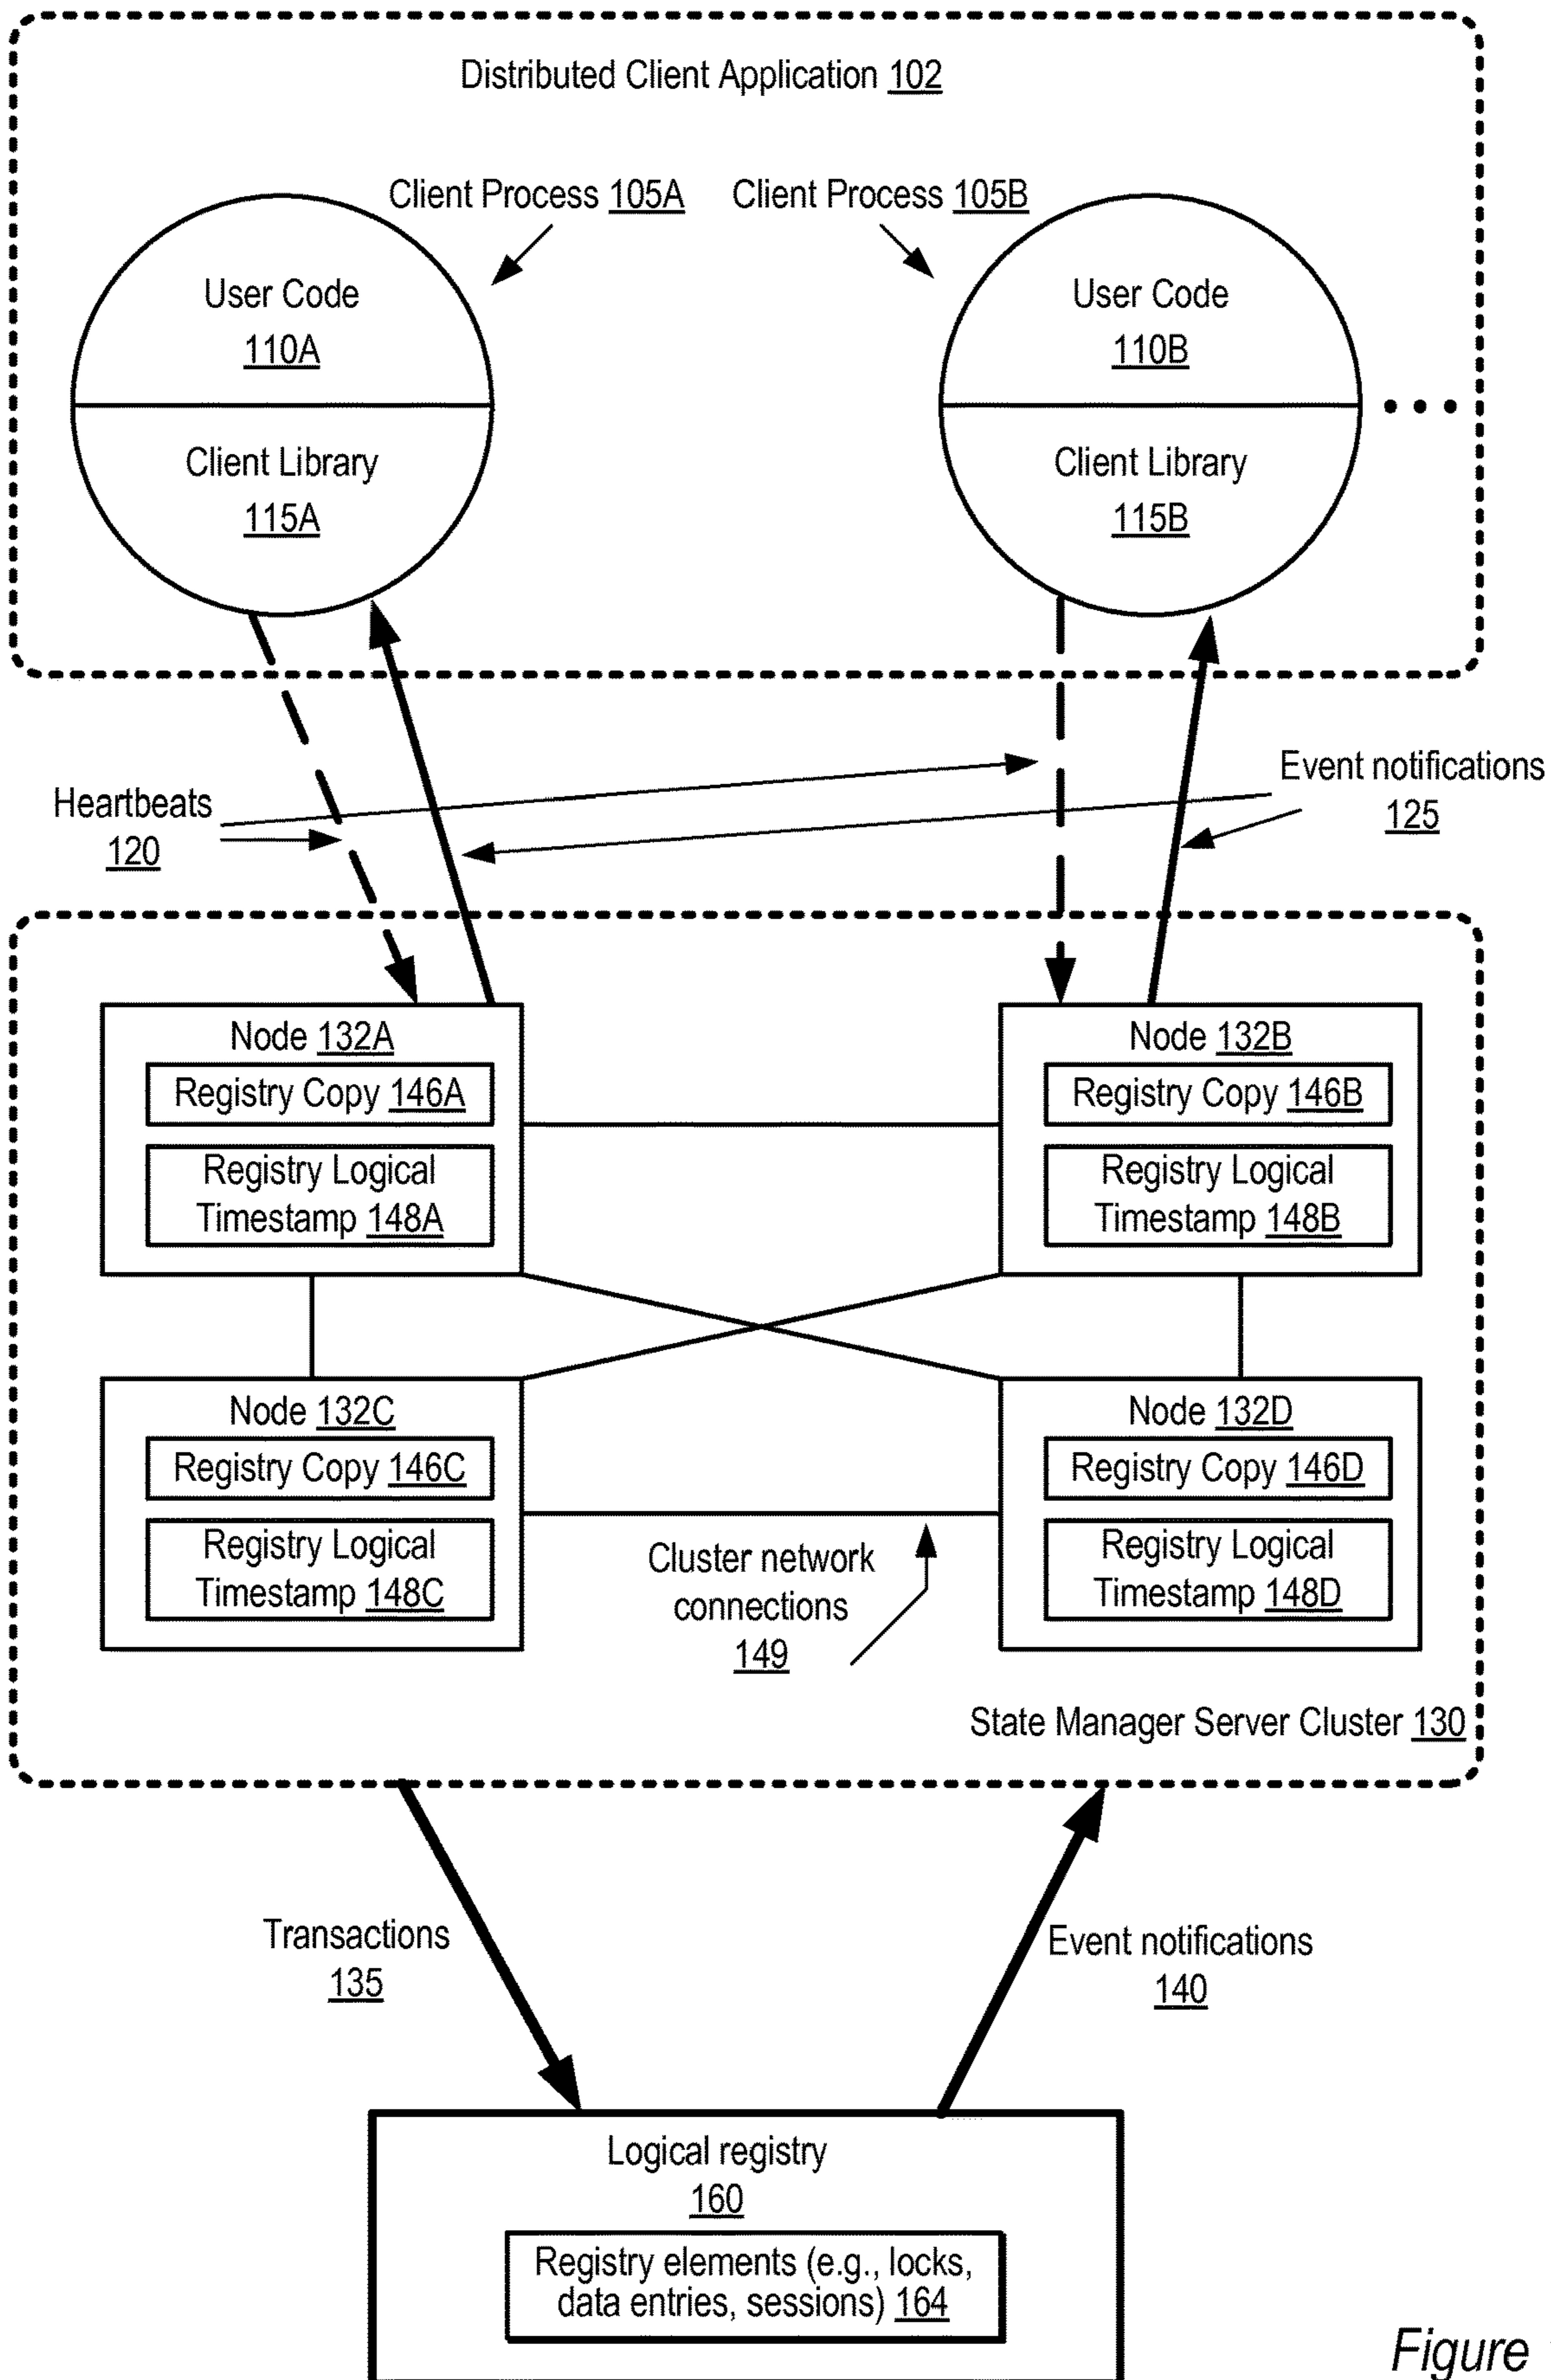 Distributed Client Application 102
Client Process 105A
Client Process 105B
User Code
110A
Client Library
115A
User Code
110B
Client Library
115B
Heartbeats
120
Event notifications
125
Node 132A
Registry Copy 146A
Registry Logical
Timestamp 148A
Node 132B
Registry Copy 146B
Registry Logical
Timestamp 148B
Node 132C
Registry Copy 146C
Registry Logical
Timestamp 148C
Node 132D
Registry Copy 146D
Registry Logical
Timestamp 148D
Cluster network
connections
149
State Manager Server Cluster 130
Transactions
135
Event notifications
140
Logical registry
160
Registry elements (e.g., locks,
data entries, sessions) 164
Figure